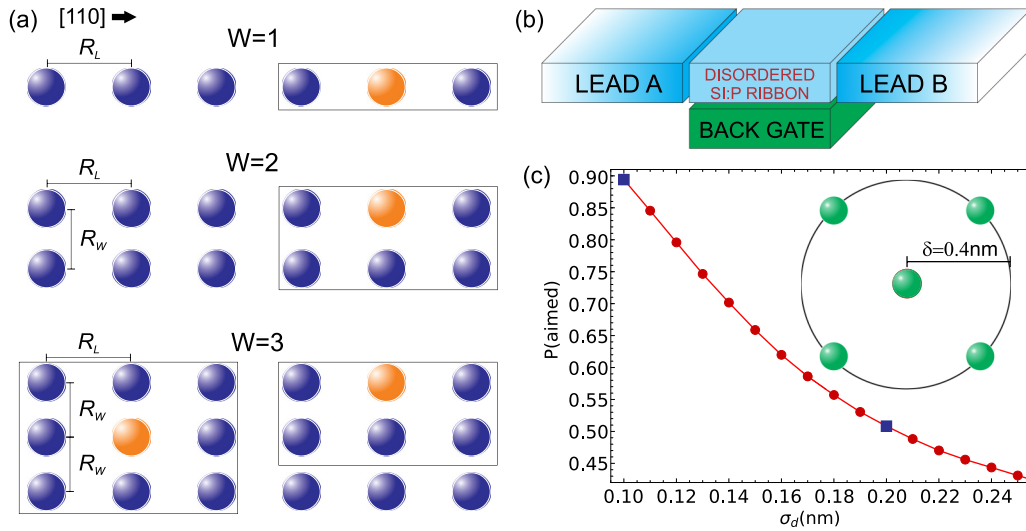 (a)
[110]
W=1
R_L
W=2
R_L
R_W
W=3
R_L
R_W
R_W
(b)
LEAD A
DISORDERED
SI:P RIBBON
LEAD B
BACK GATE
(c)
δ=0.4nm
P(aimed)
0.90
0.85
0.80
0.75
0.70
0.65
0.60
0.55
0.50
0.45
0.10 0.12 0.14 0.16 0.18 0.20 0.22 0.24
σ_d(nm)